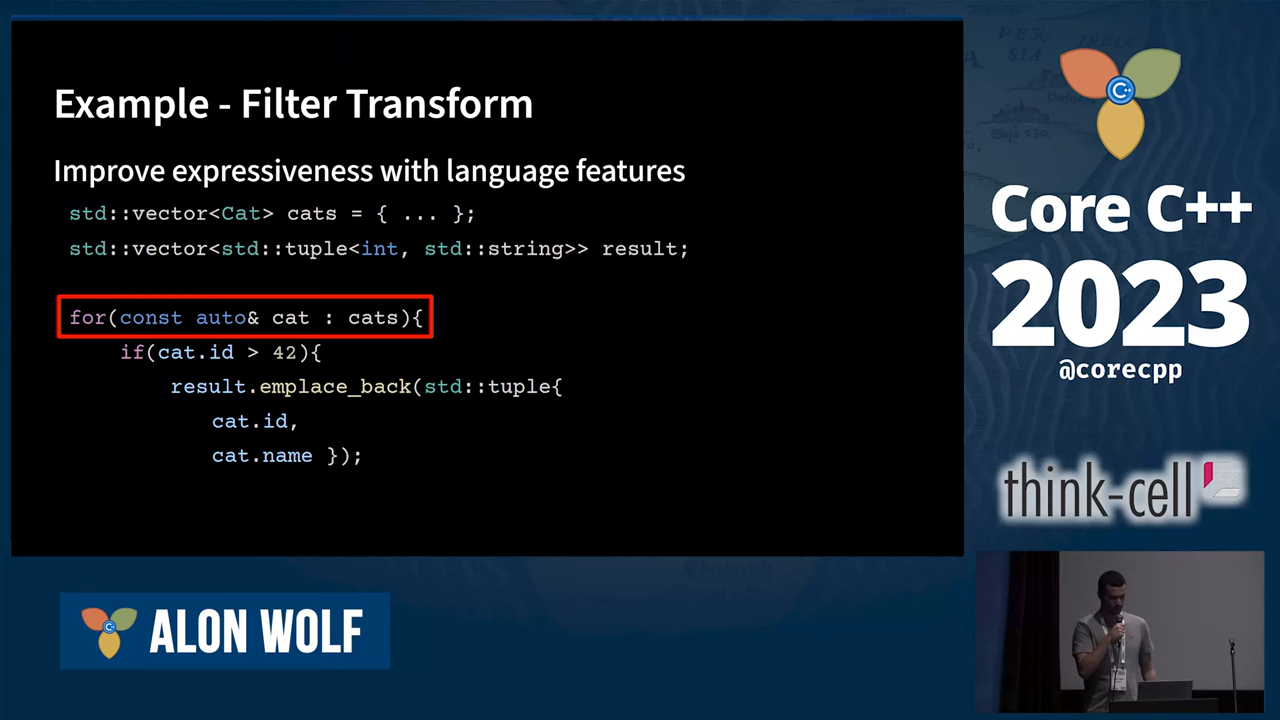 Example - Filter Transform
Improve expressiveness with language features
std::vector<Cat> cats = { ... };
std::vector<std::tuple<int, std::string>> result;
for(const auto& cat : cats){
if(cat.id > 42){
result.emplace_back(std::tuple{
cat.id,
cat.name });
C++
Core C++
2023
@corecpp
think-cell
ALON WOLF